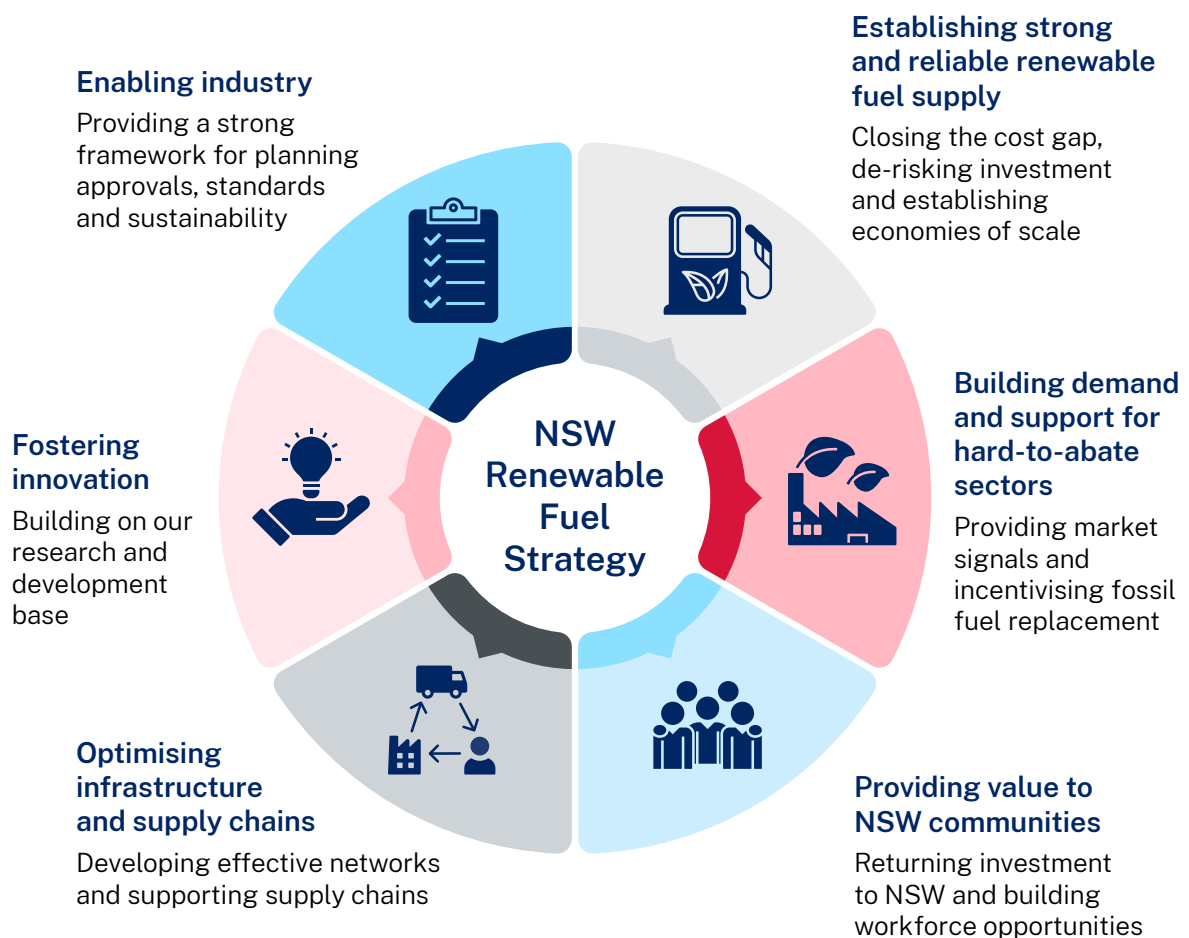 Enabling industry
Providing a strong
framework for planning
approvals, standards
and sustainability
Establishing strong
and reliable renewable
fuel supply
Closing the cost gap,
de-risking investment
and establishing
economies of scale
Building demand
and support for
hard-to-abate
sectors
Providing market
signals and
incentivising fossil
fuel replacement
NSW
Renewable
Fuel
Strategy
Fostering
innovation
Building on our
research and
development
base
Optimising
infrastructure
and supply chains
Developing effective networks
and supporting supply chains
Providing value to
NSW communities
Returning investment
to NSW and building
workforce opportunities